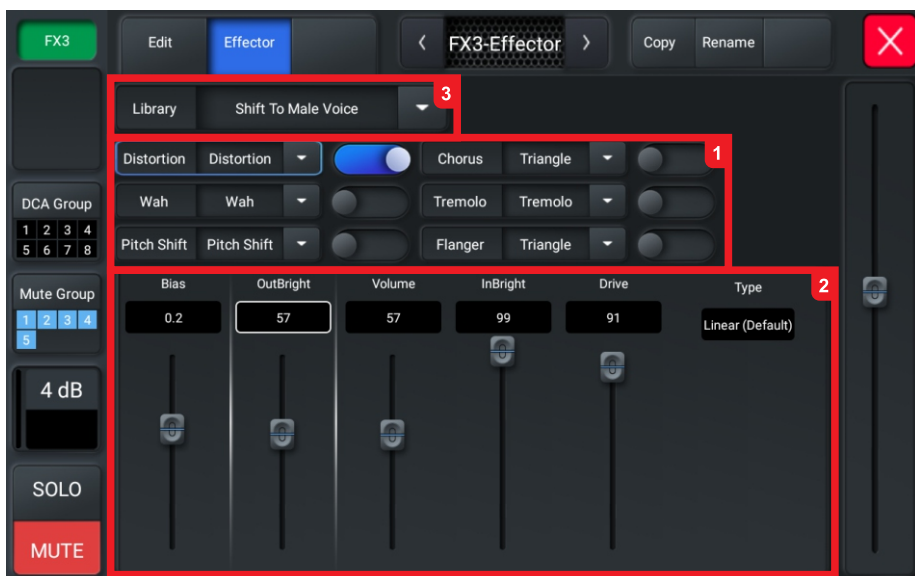 FX3 Edit Effector FX3-Effector Copy Rename
Library Shift To Male Voice 3
Distortion Distortion Chorus Triangle 1
Wah Wah Tremolo Tremolo
Pitch Shift Pitch Shift Flanger Triangle
DCA Group
1 2 3 4
5 6 7 8
Mute Group
1 2 3 4
5
4 dB
SOLO
MUTE
Bias OutBright Volume InBright Drive Type 2
0.2 57 57 99 91 Linear (Default)